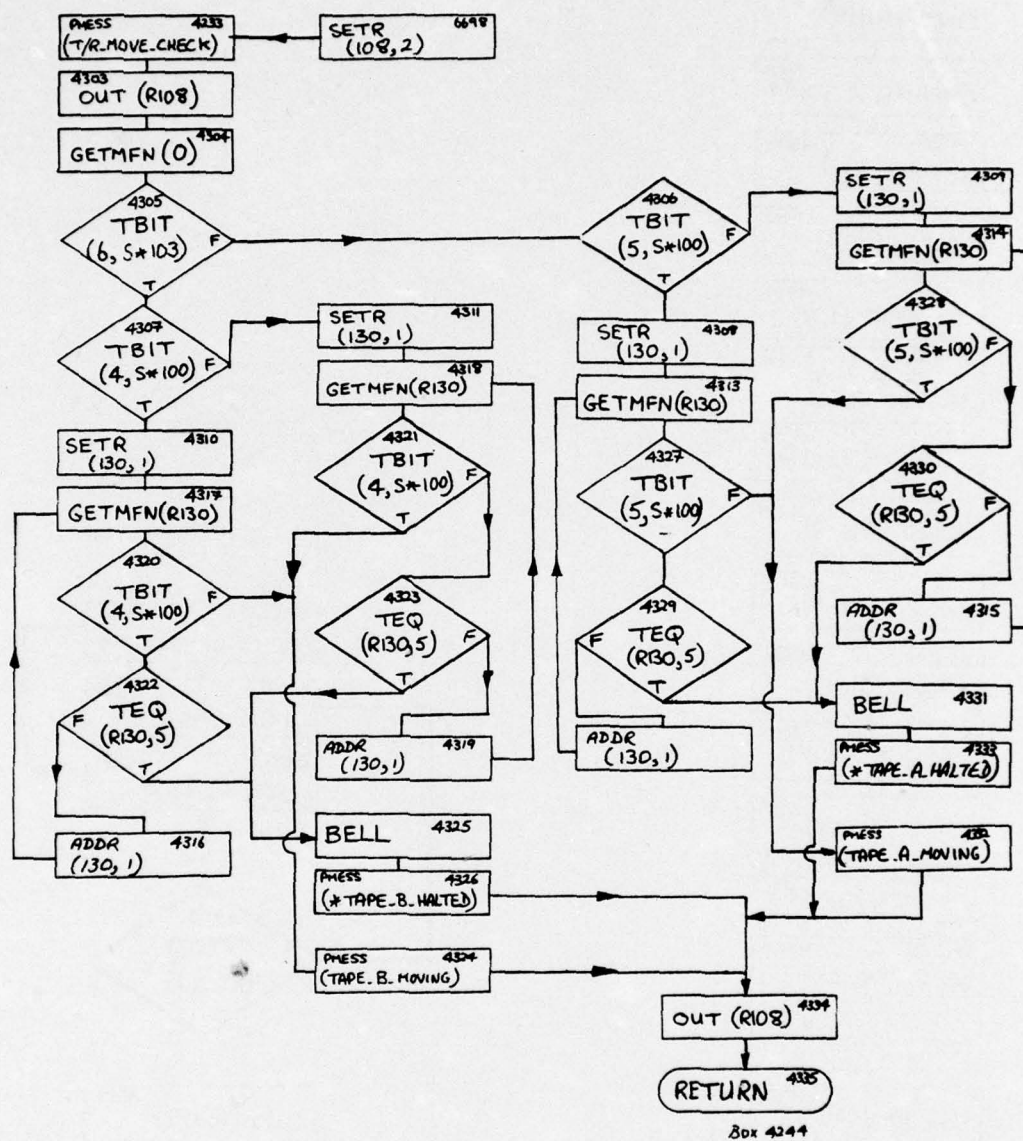 PMESS 4233
(T/R_MOVE_CHECK)
SETR 6698
(108,2)
4303
OUT (R108)
GETMFN(0) 4304
4305
TBIT
(6,S*103)
F
T
4306
TBIT
(5,S*100)
F
T
SETR 4309
(130,1)
GETMFN(R130) 4314
4307
TBIT
(4,S*100)
F
T
SETR 4311
(130,1)
GETMFN(R130) 4318
SETR 4308
(130,1)
GETMFN(R130) 4313
4328
TBIT
(5,S*100)
F
T
SETR 4310
(130,1)
GETMFN(R130) 4317
4321
TBIT
(4,S*100)
F
T
4327
TBIT
(5,S*100)
F
4330
TEQ
(R130,5)
F
T
4320
TBIT
(4,S*100)
F
T
4323
TEQ
(R130,5)
F
T
4329
TEQ
(R130,5)
F
T
ADDR 4315
(130,1)
4322
TEQ
(R130,5)
F
T
ADDR 4319
(130,1)
ADDR
(130,1)
BELL 4331
PMESS 4333
(*TAPE_A_HALTED)
ADDR 4316
(130,1)
BELL 4325
PMESS 4332
(TAPE_A_MOVING)
PMESS 4326
(*TAPE_B_HALTED)
PMESS 4324
(TAPE_B_MOVING)
OUT (R108) 4334
RETURN 4335
Box 4244